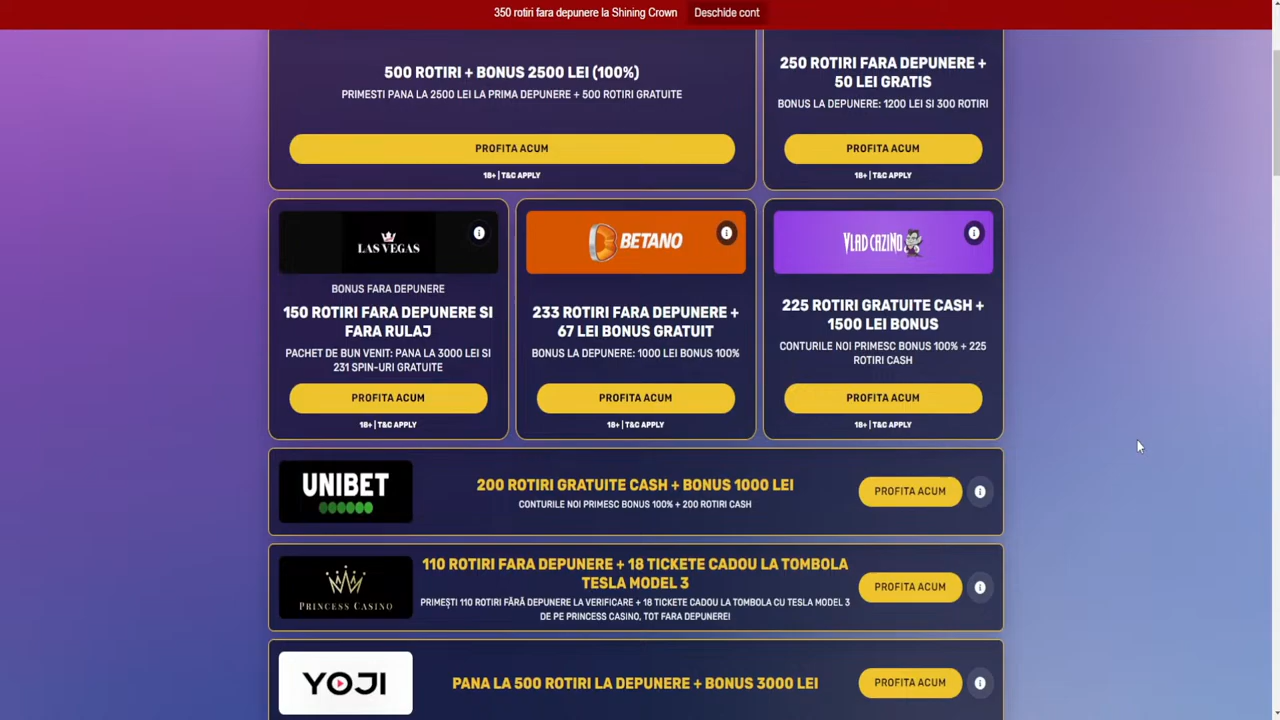 350 rotiri fara depunere la Shining Crown
Deschide cont
500 ROTIRI + BONUS 2500 LEI (100%)
PRIMESTI PANA LA 2500 LEI LA PRIMA DEPUNERE + 500 ROTIRI GRATUITE
PROFITA ACUM
18+ | T&C APPLY
250 ROTIRI FARA DEPUNERE +
50 LEI GRATIS
BONUS LA DEPUNERE: 1200 LEI SI 300 ROTIRI
PROFITA ACUM
18+ | T&C APPLY
LAS VEGAS
BONUS FARA DEPUNERE
150 ROTIRI FARA DEPUNERE SI
FARA RULAJ
PACHET DE BUN VENIT: PANA LA 3000 LEI SI
231 SPIN-URI GRATUITE
PROFITA ACUM
18+ | T&C APPLY
BETANO
233 ROTIRI FARA DEPUNERE +
67 LEI BONUS GRATUIT
BONUS LA DEPUNERE: 1000 LEI BONUS 100%
PROFITA ACUM
18+ | T&C APPLY
VLAD CAZINO
225 ROTIRI GRATUITE CASH +
1500 LEI BONUS
CONTURILE NOI PRIMESC BONUS 100% + 225
ROTIRI CASH
PROFITA ACUM
18+ | T&C APPLY
UNIBET
200 ROTIRI GRATUITE CASH + BONUS 1000 LEI
CONTURILE NOI PRIMESC BONUS 100% + 200 ROTIRI CASH
PROFITA ACUM
PRINCESS CASINO
110 ROTIRI FARA DEPUNERE + 18 TICKETE CADOU LA TOMBOLA
TESLA MODEL 3
PRIMEȘTI 110 ROTIRI FĂRĂ DEPUNERE LA VERIFICARE + 18 TICKETE CADOU LA TOMBOLA CU TESLA MODEL 3
DE PE PRINCESS CASINO, TOT FARA DEPUNERE!
PROFITA ACUM
YOJI
PANA LA 500 ROTIRI LA DEPUNERE + BONUS 3000 LEI
PROFITA ACUM